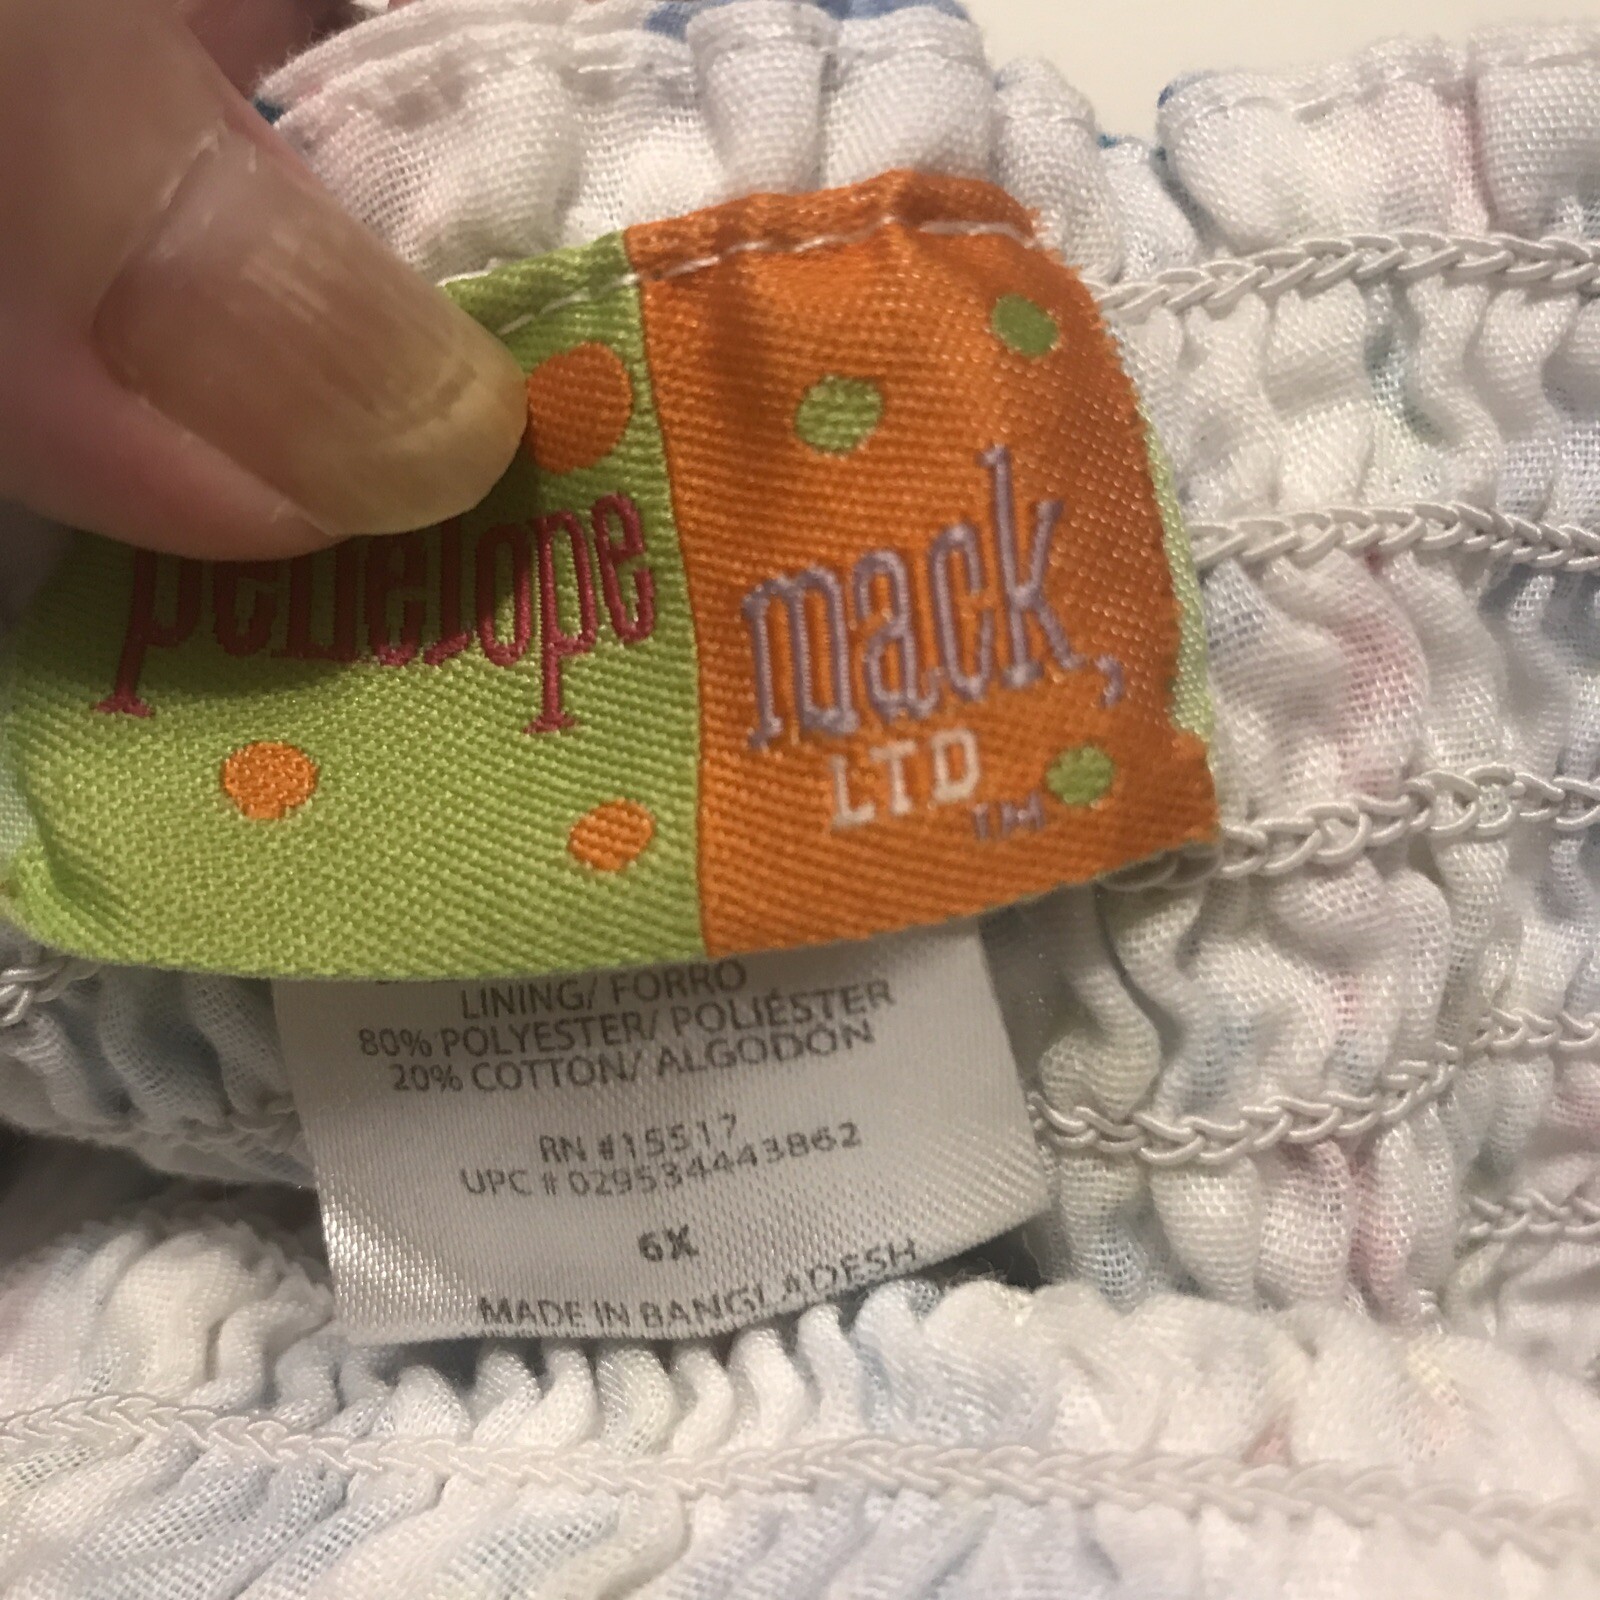 penelope mack,
LTD
TM
LINING/ FORRO
80% POLYESTER/ POLIÉSTER
20% COTTON/ ALGODÓN
RN #15517
UPC # 029534443862
6X
MADE IN BANGLADESH